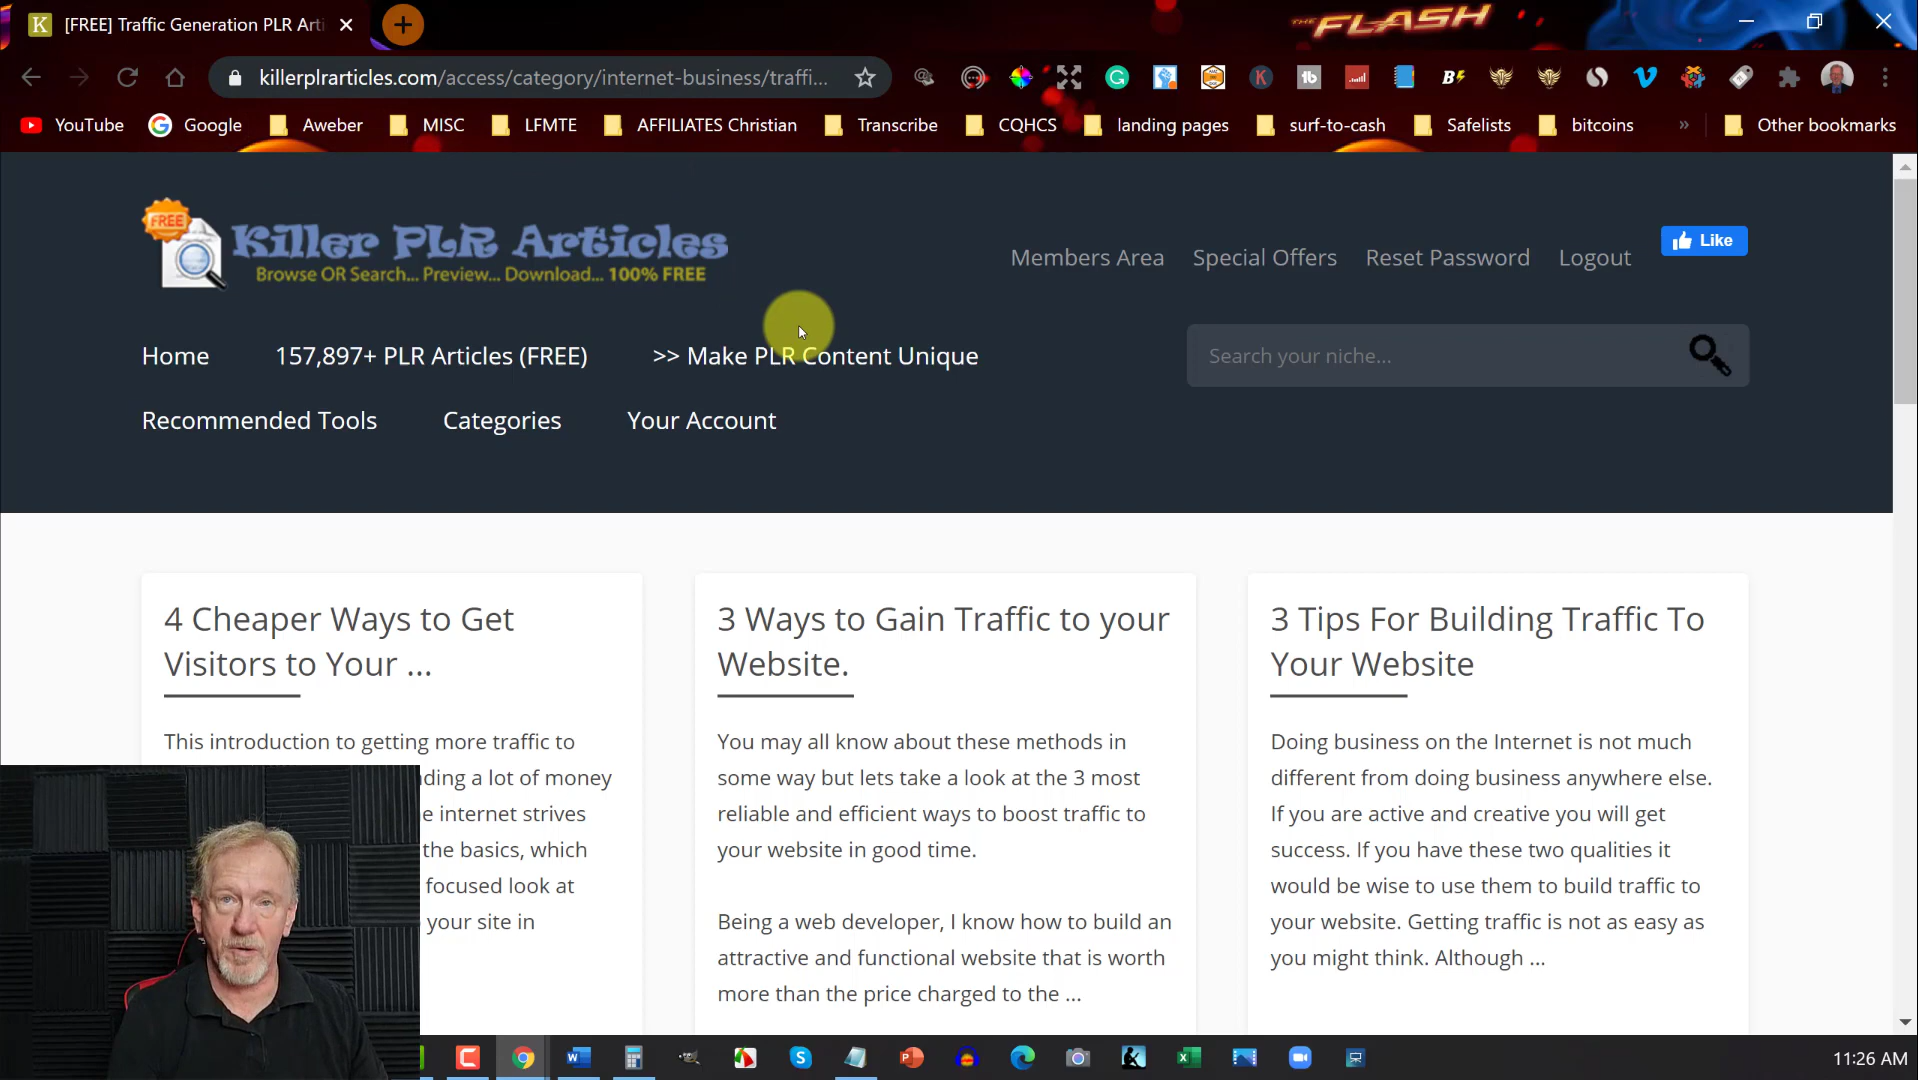 K [FREE] Traffic Generation PLR Arti
THE FLASH
killerplrarticles.com/access/category/internet-business/traffi...
YouTube Google Aweber MISC LFMTE AFFILIATES Christian Transcribe CQHCS landing pages surf-to-cash Safelists bitcoins » Other bookmarks
FREE
Killer PLR Articles
Browse OR Search... Preview... Download... 100% FREE
Members Area Special Offers Reset Password Logout Like
Home 157,897+ PLR Articles (FREE) >> Make PLR Content Unique Search your niche...
Recommended Tools Categories Your Account
4 Cheaper Ways to Get
Visitors to Your ...
This introduction to getting more traffic to
ding a lot of money
e internet strives
the basics, which
focused look at
your site in
3 Ways to Gain Traffic to your
Website.
You may all know about these methods in
some way but lets take a look at the 3 most
reliable and efficient ways to boost traffic to
your website in good time.
Being a web developer, I know how to build an
attractive and functional website that is worth
more than the price charged to the ...
3 Tips For Building Traffic To
Your Website
Doing business on the Internet is not much
different from doing business anywhere else.
If you are active and creative you will get
success. If you have these two qualities it
would be wise to use them to build traffic to
your website. Getting traffic is not as easy as
you might think. Although ...
11:26 AM